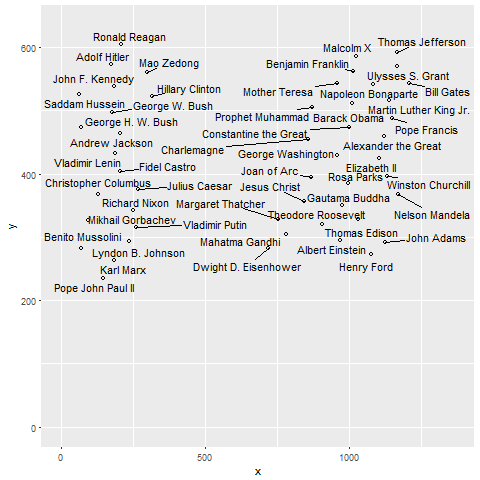 Ronald Reagan
Thomas Jefferson
Malcolm X
Adolf Hitler
Mao Zedong
Benjamin Franklin
John F. Kennedy
Ulysses S. Grant
Hillary Clinton
Mother Teresa
Napoleon Bonaparte
Bill Gates
Saddam Hussein
George W. Bush
Martin Luther King Jr.
Prophet Muhammad
Barack Obama
George H. W. Bush
Pope Francis
Constantine the Great
Andrew Jackson
Charlemagne
Alexander the Great
George Washington
Vladimir Lenin
Fidel Castro
Joan of Arc
Elizabeth II
Rosa Parks
Christopher Columbus
Julius Caesar
Jesus Christ
Winston Churchill
Gautama Buddha
Richard Nixon
Margaret Thatcher
Theodore Roosevelt
Nelson Mandela
Mikhail Gorbachev
Vladimir Putin
Thomas Edison
Benito Mussolini
Mahatma Gandhi
John Adams
Lyndon B. Johnson
Albert Einstein
Dwight D. Eisenhower
Henry Ford
Karl Marx
Pope John Paul II
600
400
200
0
y
0
500
1000
x